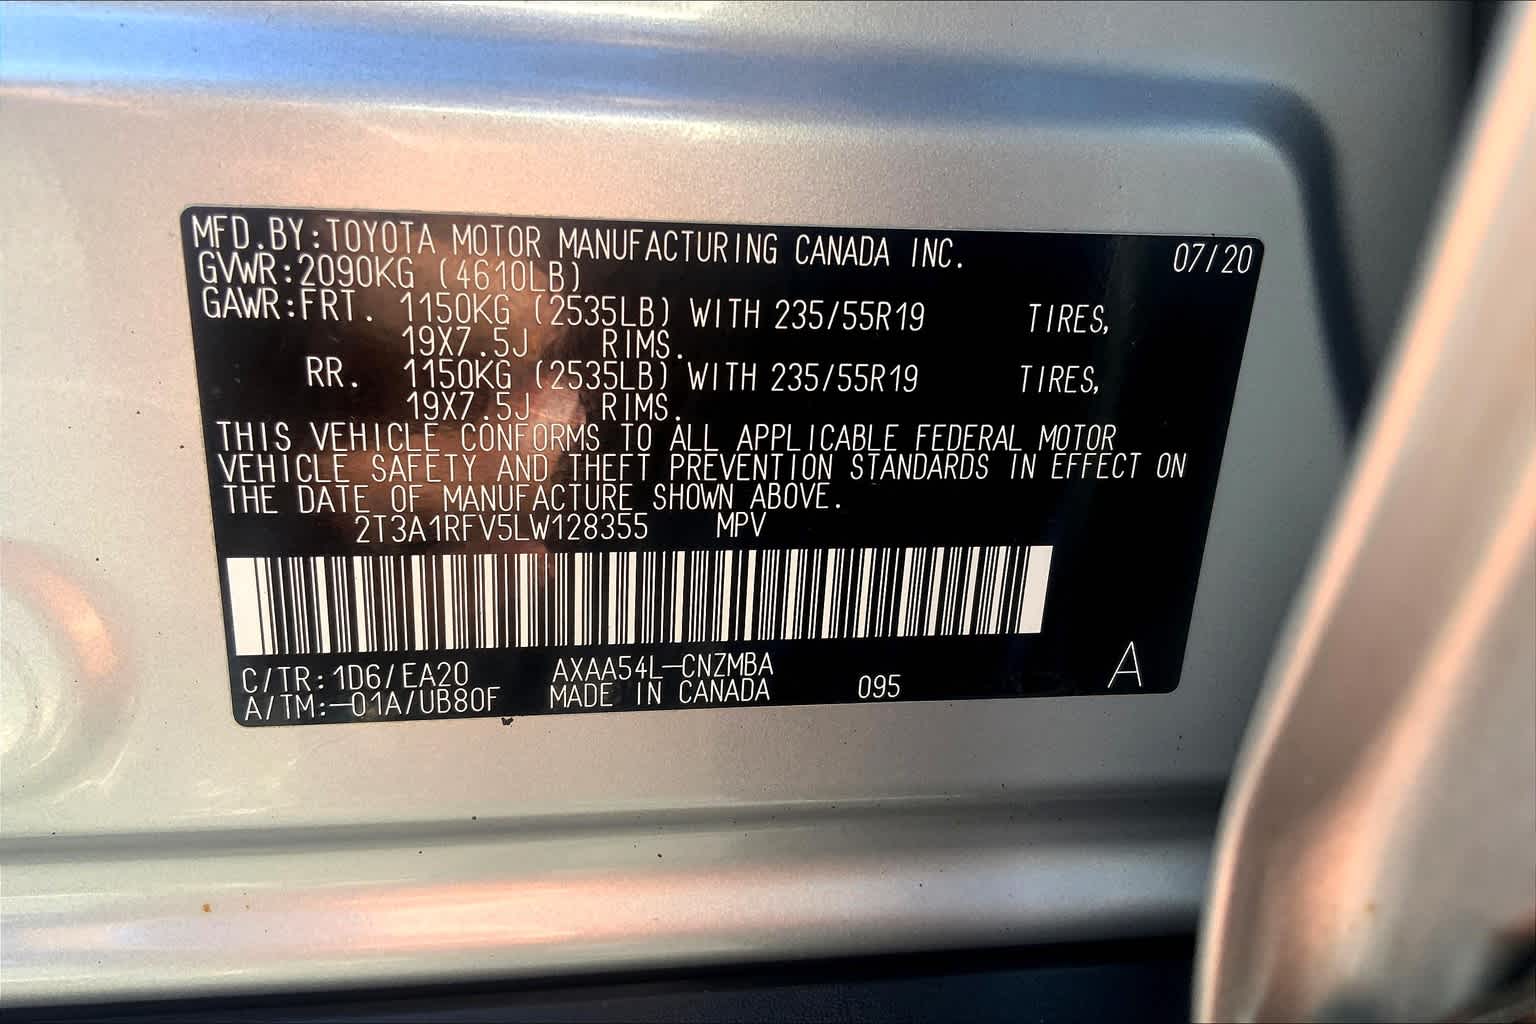 MFD.BY:TOYOTA MOTOR MANUFACTURING CANADA INC. 07/20
GVWR:2090KG (4610LB)
GAWR:FRT. 1150KG (2535LB) WITH 235/55R19 TIRES,
19X7.5J RIMS.
RR. 1150KG (2535LB) WITH 235/55R19 TIRES,
19X7.5J RIMS.
THIS VEHICLE CONFORMS TO ALL APPLICABLE FEDERAL MOTOR
VEHICLE SAFETY AND THEFT PREVENTION STANDARDS IN EFFECT ON
THE DATE OF MANUFACTURE SHOWN ABOVE.
2T3A1RFV5LW128355 MPV
C/TR:1D6/EA20 AXAA54L-CNZMBA A
A/TM:-01A/UB80F MADE IN CANADA 095